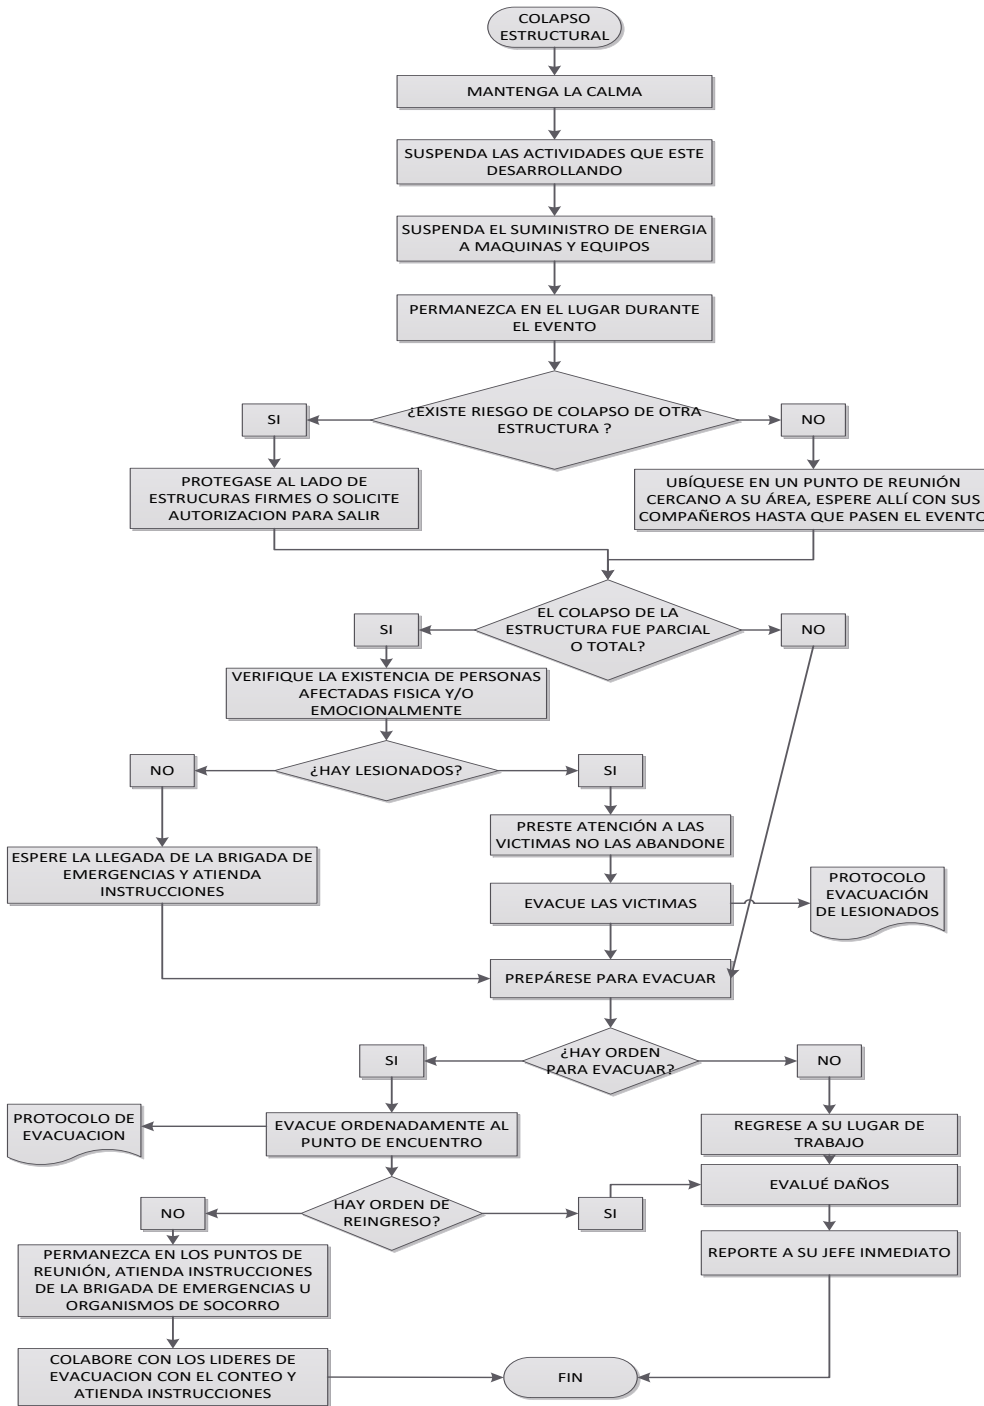 COLAPSO
ESTRUCTURAL
MANTENGA LA CALMA
SUSPENDA LAS ACTIVIDADES QUE ESTE
DESARROLLANDO
SUSPENDA EL SUMINISTRO DE ENERGIA
A MAQUINAS Y EQUIPOS
PERMANEZCA EN EL LUGAR DURANTE
EL EVENTO
¿EXISTE RIESGO DE COLAPSO DE OTRA
ESTRUCTURA ?
SI
NO
PROTEGASE AL LADO DE
ESTRUCURAS FIRMES O SOLICITE
AUTORIZACION PARA SALIR
UBÍQUESE EN UN PUNTO DE REUNIÓN
CERCANO A SU ÁREA, ESPERE ALLÍ CON SUS
COMPAÑEROS HASTA QUE PASEN EL EVENTO
EL COLAPSO DE LA
ESTRUCTURA FUE PARCIAL
O TOTAL?
SI
NO
VERIFIQUE LA EXISTENCIA DE PERSONAS
AFECTADAS FISICA Y/O
EMOCIONALMENTE
¿HAY LESIONADOS?
NO
SI
PRESTE ATENCIÓN A LAS
VICTIMAS NO LAS ABANDONE
ESPERE LA LLEGADA DE LA BRIGADA DE
EMERGENCIAS Y ATIENDA
INSTRUCCIONES
EVACUE LAS VICTIMAS
PROTOCOLO
EVACUACIÓN
DE LESIONADOS
PREPÁRESE PARA EVACUAR
¿HAY ORDEN
PARA EVACUAR?
SI
NO
PROTOCOLO DE
EVACUACION
EVACUE ORDENADAMENTE AL
PUNTO DE ENCUENTRO
REGRESE A SU LUGAR DE
TRABAJO
EVALUÉ DAÑOS
HAY ORDEN DE
REINGRESO?
NO
SI
PERMANEZCA EN LOS PUNTOS DE
REUNIÓN, ATIENDA INSTRUCCIONES
DE LA BRIGADA DE EMERGENCIAS U
ORGANISMOS DE SOCORRO
REPORTE A SU JEFE INMEDIATO
COLABORE CON LOS LIDERES DE
EVACUACION CON EL CONTEO Y
ATIENDA INSTRUCCIONES
FIN